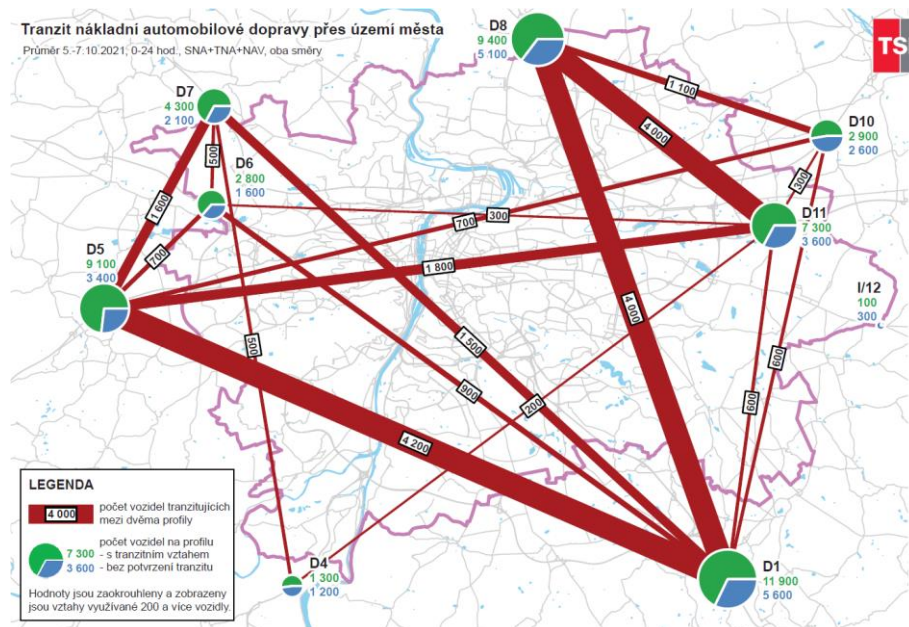 Tranzit nákladní automobilové dopravy přes území města
Průměr 5.-7.10.2021, 0-24 hod., SNA+TNA+NAV, oba směry
TS
D8
9 400
5 100
D7
4 300
2 100
D10
2 900
2 600
D6
2 800
1 600
D11
7 300
3 600
D5
9 100
3 400
I/12
100
300
D4
1 300
1 200
D1
11 900
5 600
1 100
4 000
500
300
1 600
700
300
700
1 800
4 000
1 500
500
900
200
600
600
4 200
LEGENDA
4 000
počet vozidel tranzitujících
mezi dvěma profily
7 300
3 600
počet vozidel na profilu
- s tranzitním vztahem
- bez potvrzení tranzitu
Hodnoty jsou zaokrouhleny a zobrazeny
jsou vztahy využívané 200 a více vozidly.